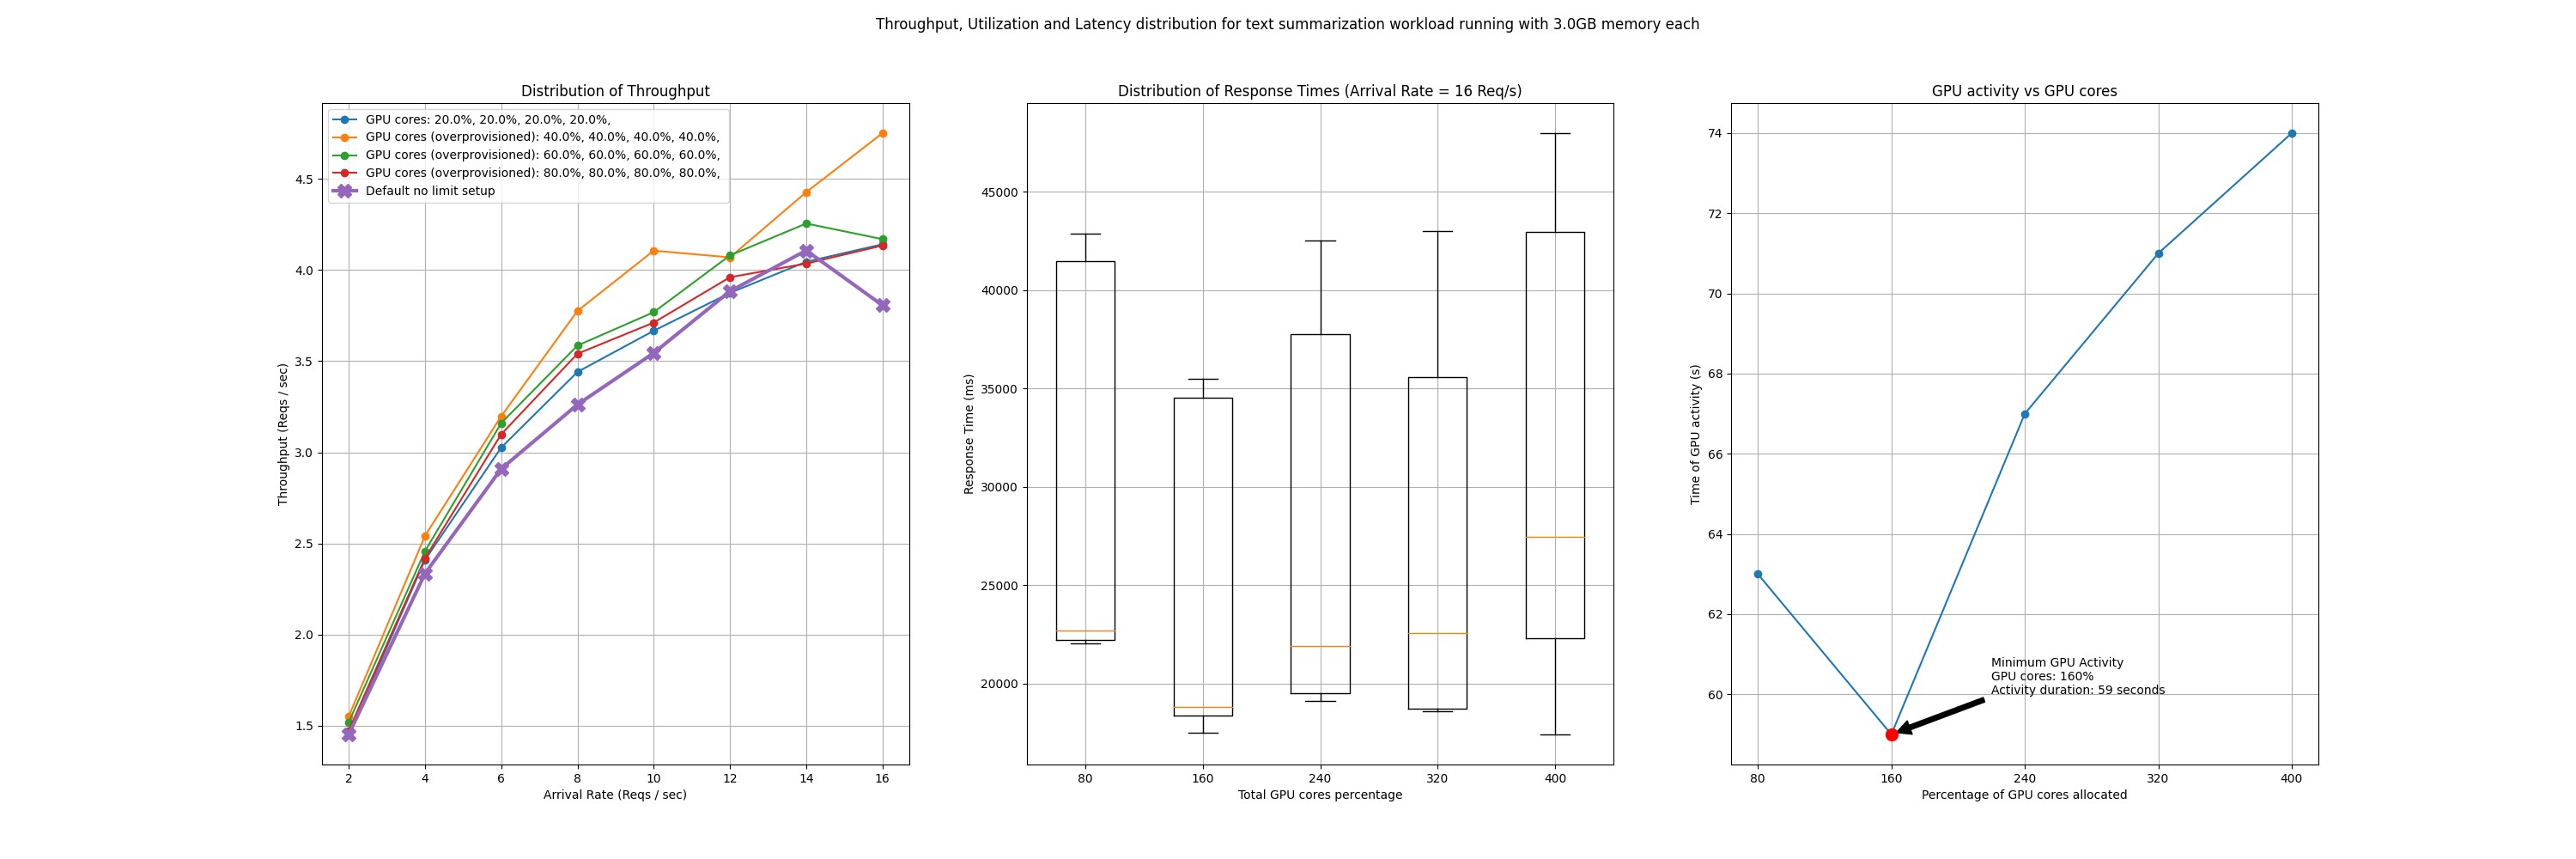 Throughput, Utilization and Latency distribution for text summarization workload running with 3.0GB memory each
Distribution of Throughput
GPU cores: 20.0%, 20.0%, 20.0%, 20.0%,
GPU cores (overprovisioned): 40.0%, 40.0%, 40.0%, 40.0%,
GPU cores (overprovisioned): 60.0%, 60.0%, 60.0%, 60.0%,
GPU cores (overprovisioned): 80.0%, 80.0%, 80.0%, 80.0%,
Default no limit setup
4.5
4.0
3.5
3.0
2.5
2.0
1.5
Throughput (Reqs / sec)
2 4 6 8 10 12 14 16
Arrival Rate (Reqs / sec)
Distribution of Response Times (Arrival Rate = 16 Req/s)
45000
40000
35000
30000
25000
20000
Response Time (ms)
80 160 240 320 400
Total GPU cores percentage
GPU activity vs GPU cores
74
72
70
68
66
64
62
60
Time of GPU activity (s)
Minimum GPU Activity
GPU cores: 160%
Activity duration: 59 seconds
80 160 240 320 400
Percentage of GPU cores allocated